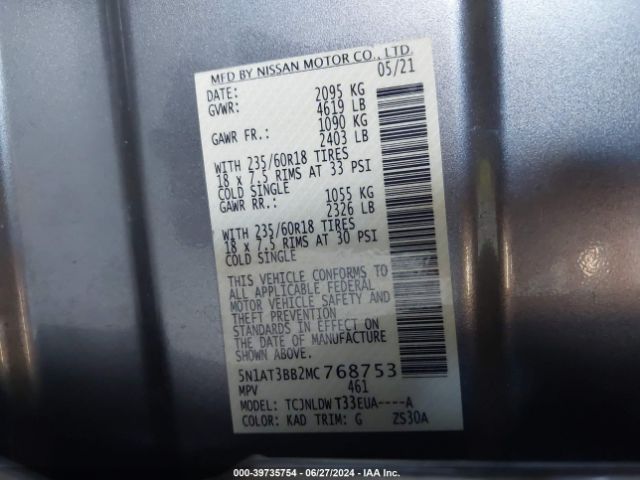 MFD BY NISSAN MOTOR CO., LTD.
DATE: 05/21
GVWR: 2095 KG
4619 LB
GAWR FR.: 1090 KG
2403 LB
WITH 235/60R18 TIRES
18 x 7.5 RIMS AT 33 PSI
COLD SINGLE
GAWR RR.: 1055 KG
2326 LB
WITH 235/60R18 TIRES
18 x 7.5 RIMS AT 30 PSI
COLD SINGLE
THIS VEHICLE CONFORMS TO
ALL APPLICABLE FEDERAL
MOTOR VEHICLE SAFETY AND
THEFT PREVENTION
STANDARDS IN EFFECT ON
THE DATE OF MANUFACTURE
SHOWN ABOVE.
5N1AT3BB2MC768753
MPV 461
MODEL: TCJNLDW T33EUA----A
COLOR: KAD TRIM: G ZS30A
© IAA - 39735754 / 06/27/2024 - IAA Inc.